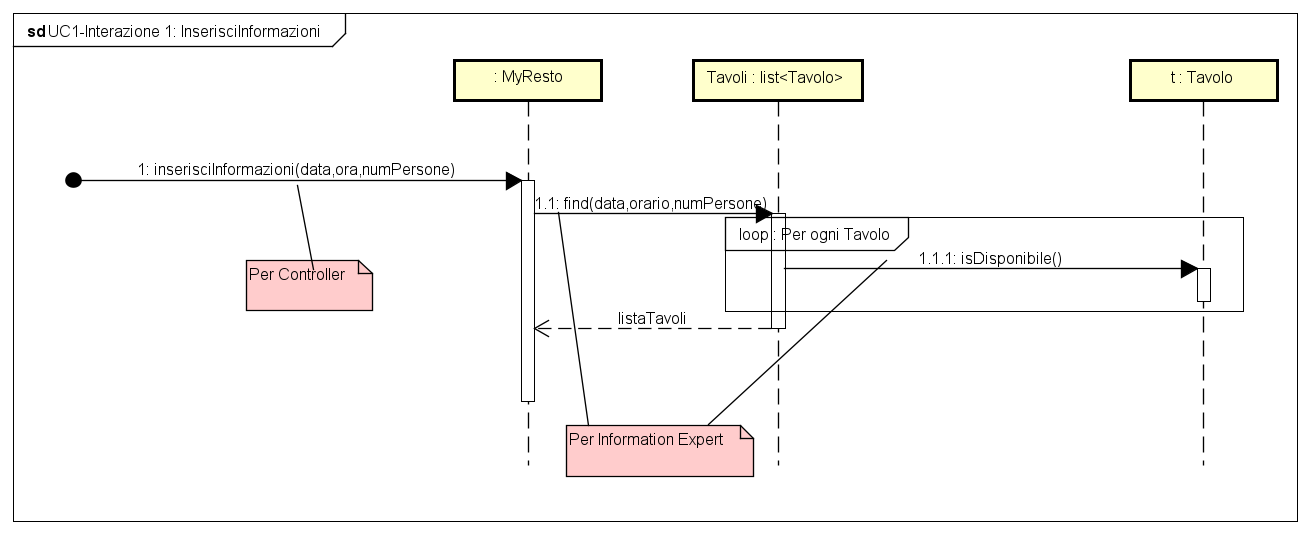 sd UC1-Interazione 1: InserisciInformazioni
: MyResto
Tavoli : list<Tavolo>
t : Tavolo
1: inserisciInformazioni(data,ora,numPersone)
1.1: find(data,orario,numPersone)
loop : Per ogni Tavolo
1.1.1: isDisponibile()
Per Controller
listaTavoli
Per Information Expert